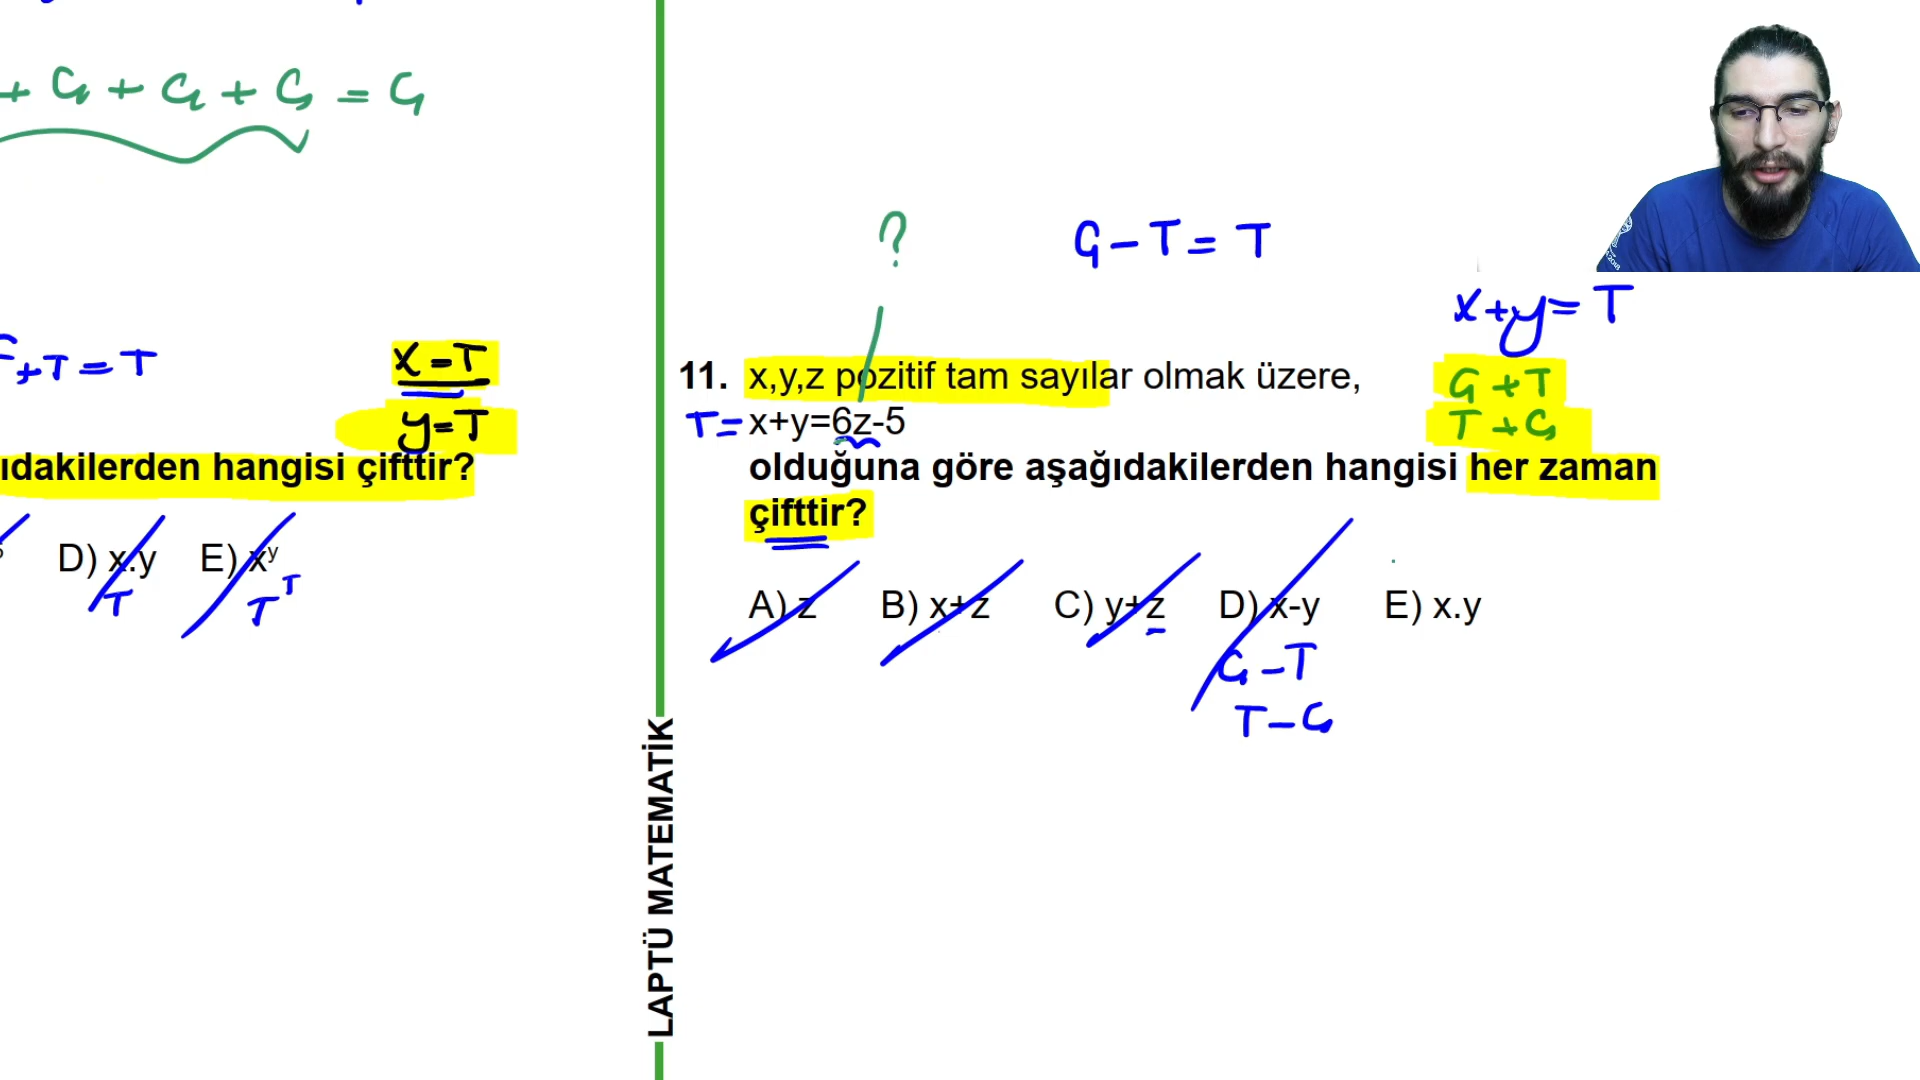 + Ç + Ç + Ç = Ç
+T = T
x = T
y = T
ıdakilerden hangisi çifttir?
D) x.y
E) xʸ
T
Tᵀ
LAPTÜ MATEMATİK
?
Ç - T = T
x + y = T
Ç + T
T + Ç
11. x,y,z pozitif tam sayılar olmak üzere,
T = x+y=6z-5
olduğuna göre aşağıdakilerden hangisi her zaman
çifttir?
A) z B) x+z C) y+z D) x-y E) x.y
Ç - T
T - Ç